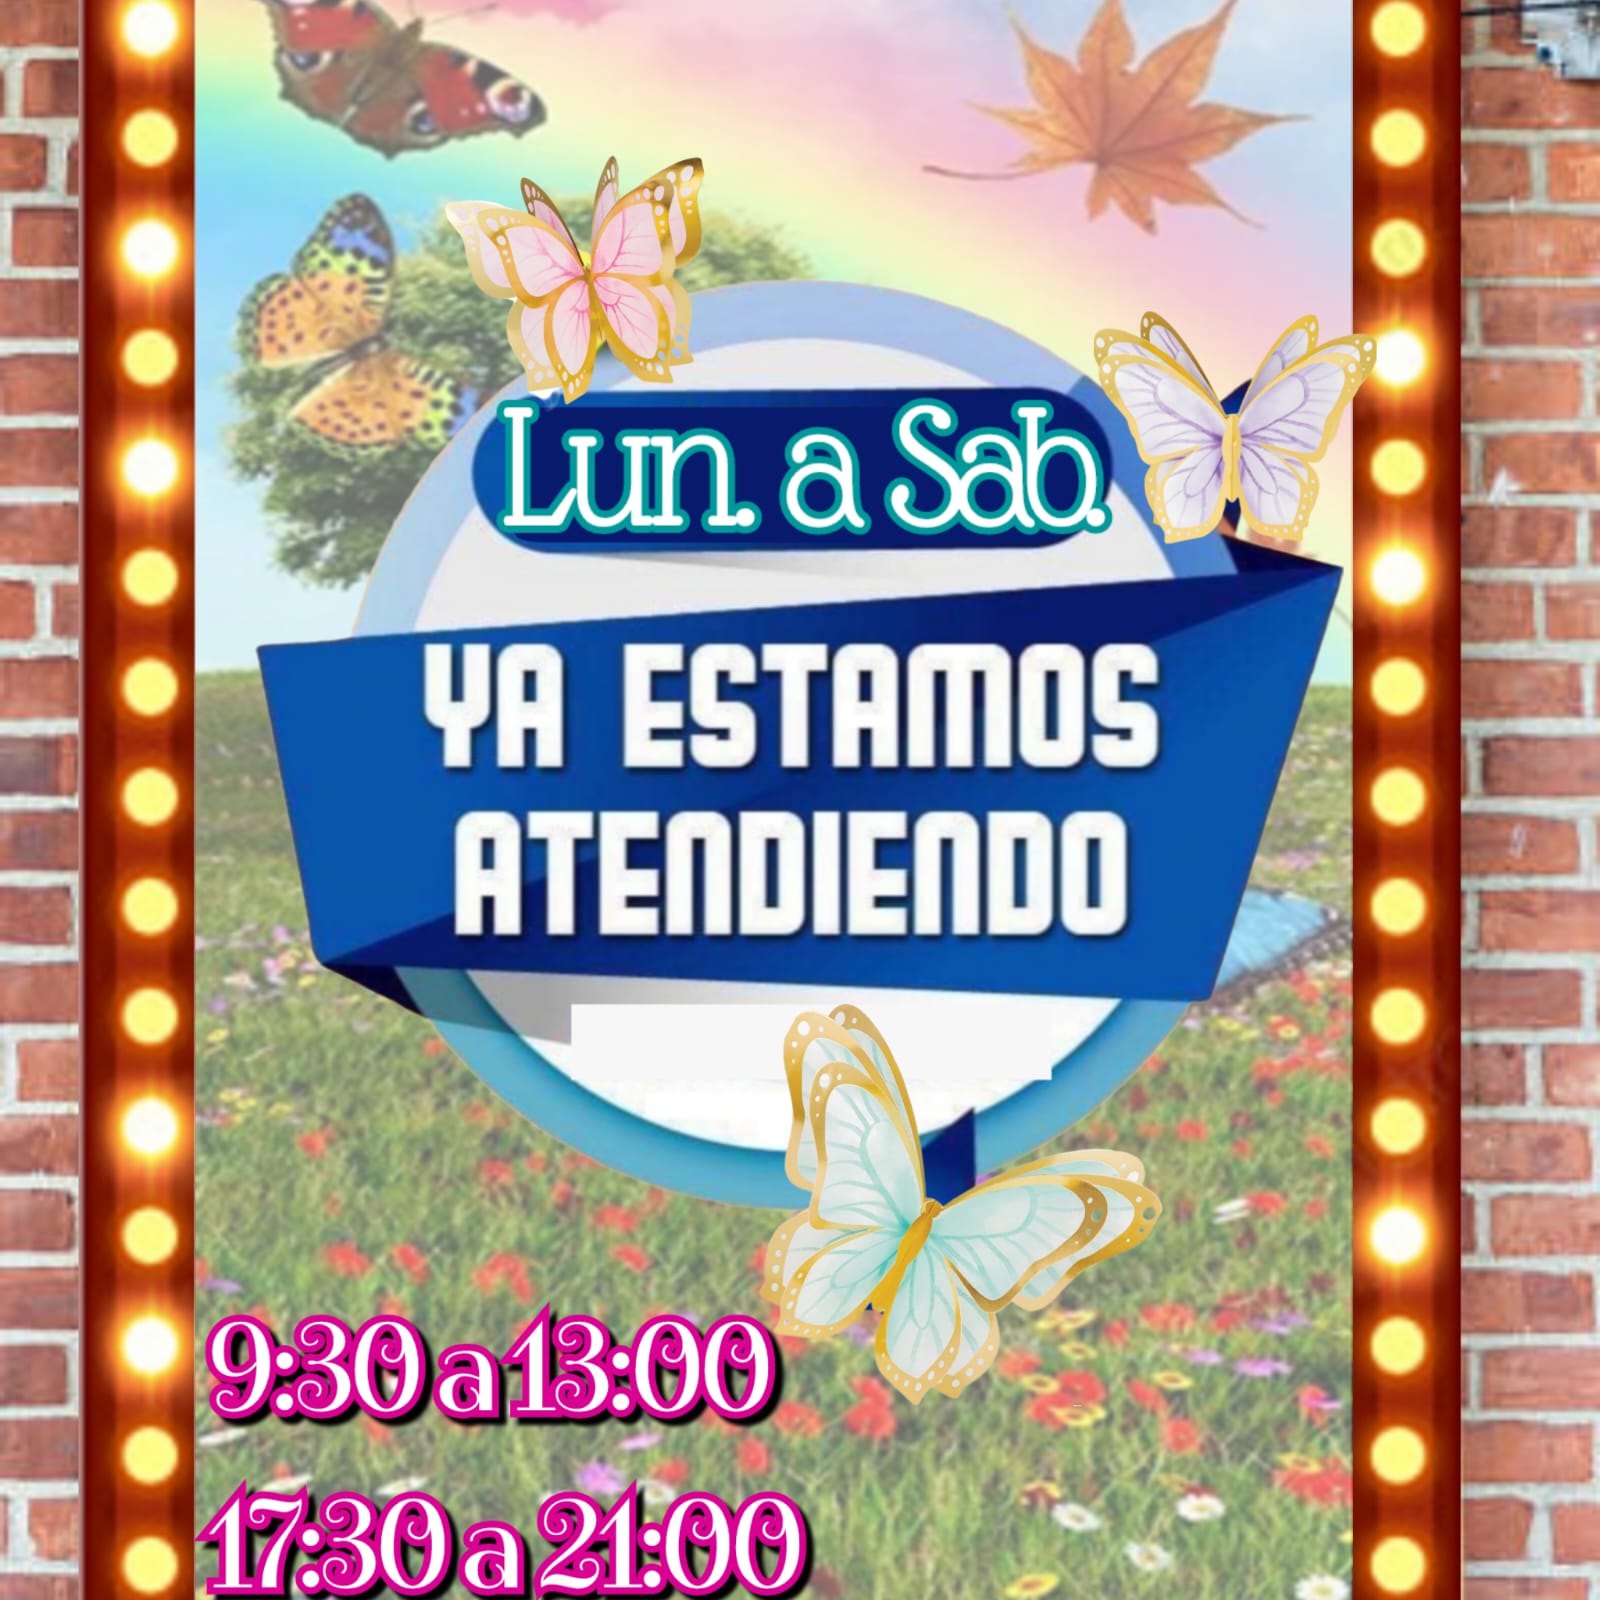 Lun. a Sab.
YA ESTAMOS
ATENDIENDO
9:30 a 13:00
17:30 a 21:00